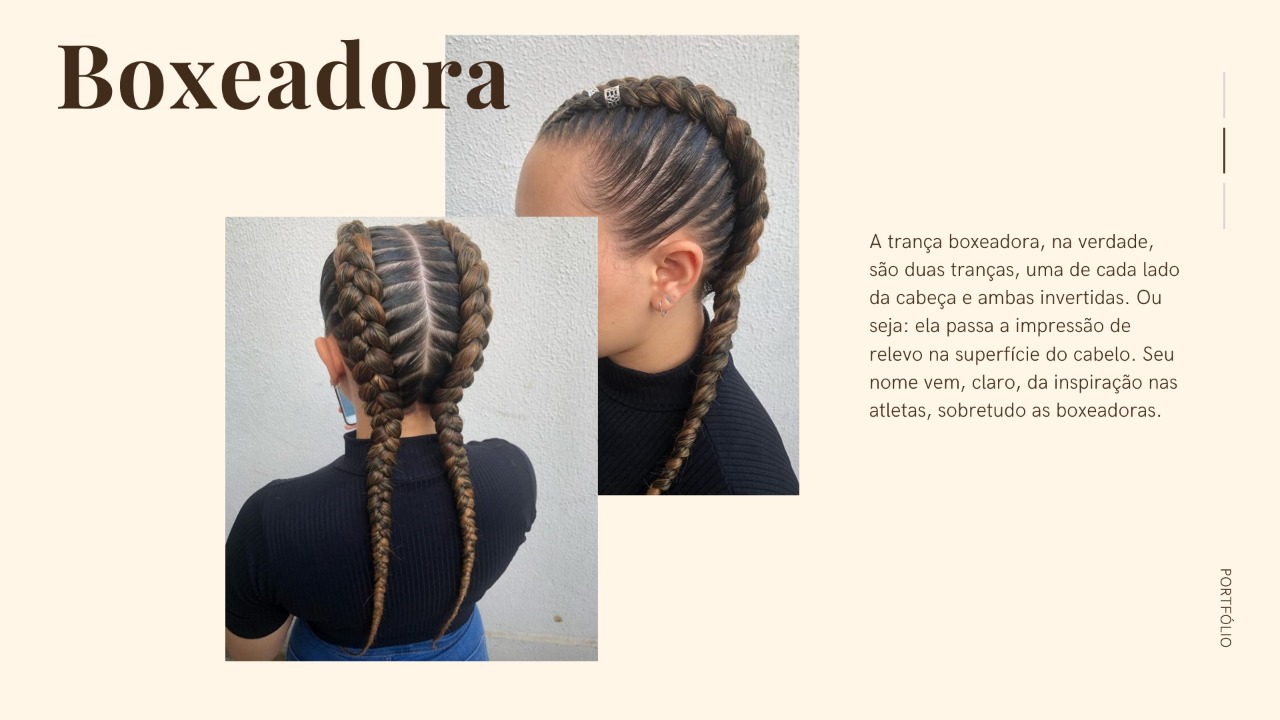 Boxeadora
A trança boxeadora, na verdade,
são duas tranças, uma de cada lado
da cabeça e ambas invertidas. Ou
seja: ela passa a impressão de
relevo na superfície do cabelo. Seu
nome vem, claro, da inspiração nas
atletas, sobretudo as boxeadoras.
PORTFÓLIO